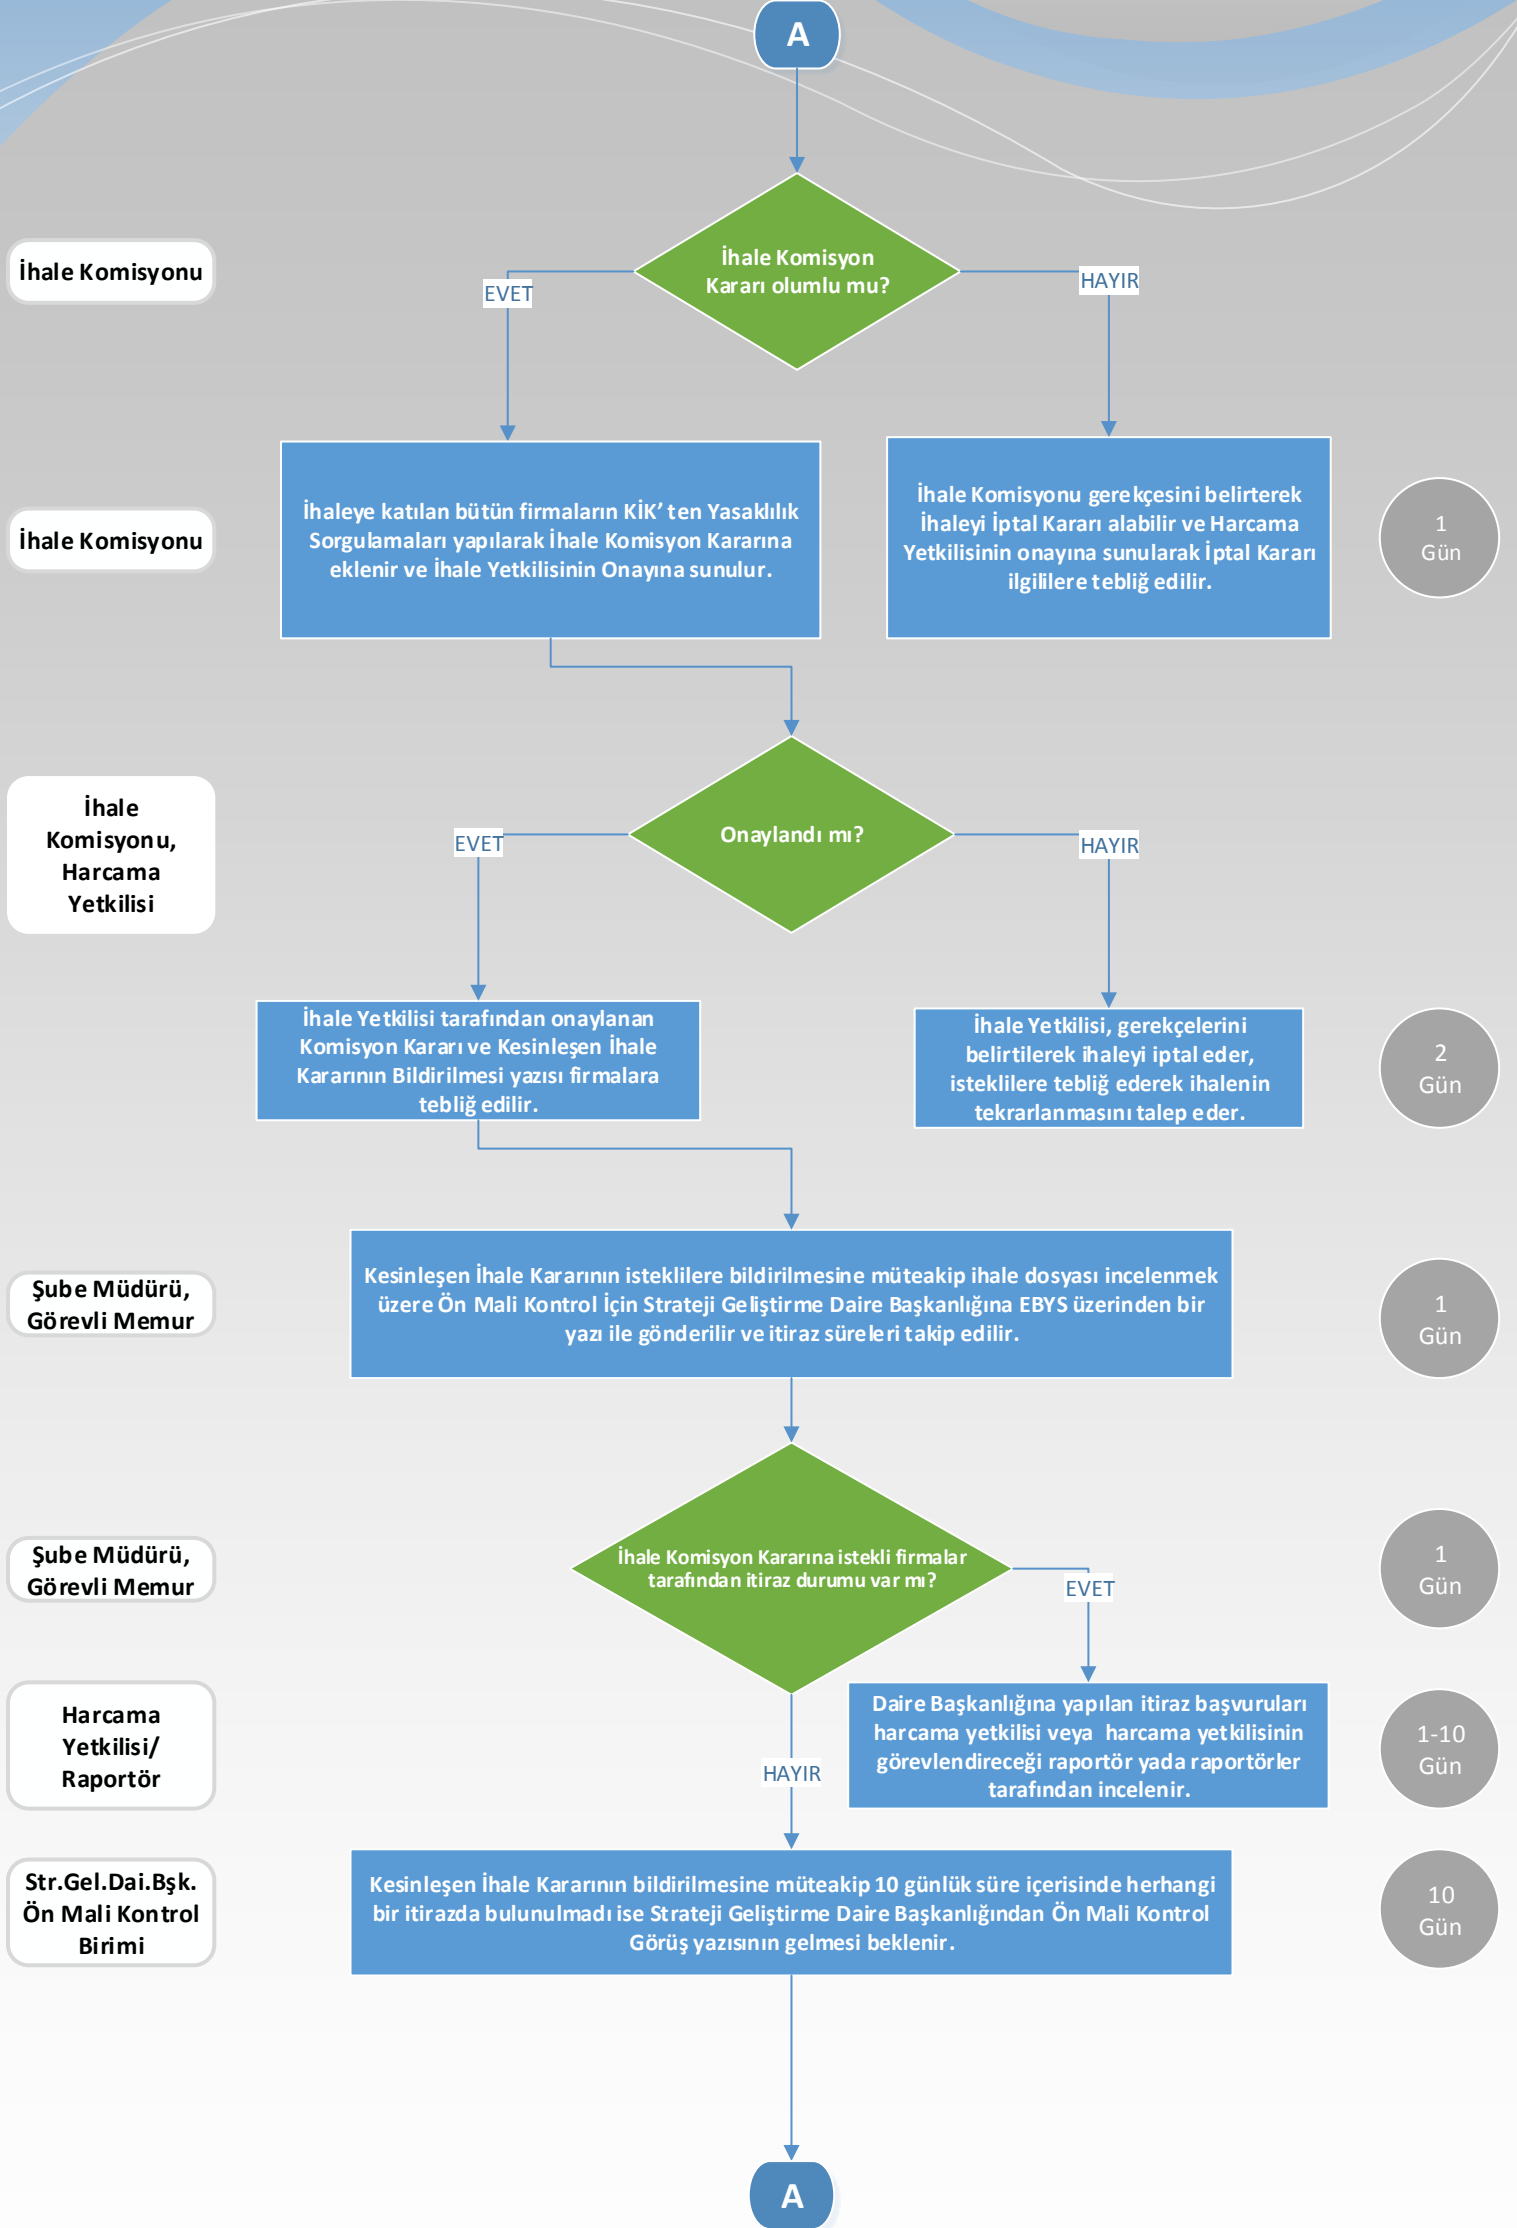 A
İhale Komisyonu
İhale Komisyon
Kararı olumlu mu?
EVET
HAYIR
İhale Komisyonu
İhaleye katılan bütün firmaların KİK’ten Yasaklılık
Sorgulamaları yapılarak İhale Komisyon Kararına
eklenir ve İhale Yetkilisinin Onayına sunulur.
İhale Komisyonu gerekçesini belirterek
İhaleyi İptal Kararı alabilir ve Harcama
Yetkilisinin onayına sunularak İptal Kararı
ilgililere tebliğ edilir.
1
Gün
İhale
Komisyonu,
Harcama
Yetkilisi
Onaylandı mı?
EVET
HAYIR
İhale Yetkilisi tarafından onaylanan
Komisyon Kararı ve Kesinleşen İhale
Kararının Bildirilmesi yazısı firmalara
tebliğ edilir.
İhale Yetkilisi, gerekçelerini
belirtilerek ihaleyi iptal eder,
isteklilere tebliğ ederek ihalenin
tekrarlanmasını talep eder.
2
Gün
Şube Müdürü,
Görevli Memur
Kesinleşen İhale Kararının isteklilere bildirilmesine müteakip ihale dosyası incelenmek
üzere Ön Mali Kontrol İçin Strateji Geliştirme Daire Başkanlığına EBYS üzerinden bir
yazı ile gönderilir ve itiraz süreleri takip edilir.
1
Gün
Şube Müdürü,
Görevli Memur
İhale Komisyon Kararına istekli firmalar
tarafından itiraz durumu var mı?
EVET
1
Gün
Harcama
Yetkilisi/
Raportör
HAYIR
Daire Başkanlığına yapılan itiraz başvuruları
harcama yetkilisi veya harcama yetkilisinin
görevlendireceği raportör yada raportörler
tarafından incelenir.
1-10
Gün
Str.Gel.Dai.Bşk.
Ön Mali Kontrol
Birimi
Kesinleşen İhale Kararının bildirilmesine müteakip 10 günlük süre içerisinde herhangi
bir itirazda bulunulmadı ise Strateji Geliştirme Daire Başkanlığından Ön Mali Kontrol
Görüş yazısının gelmesi beklenir.
10
Gün
A